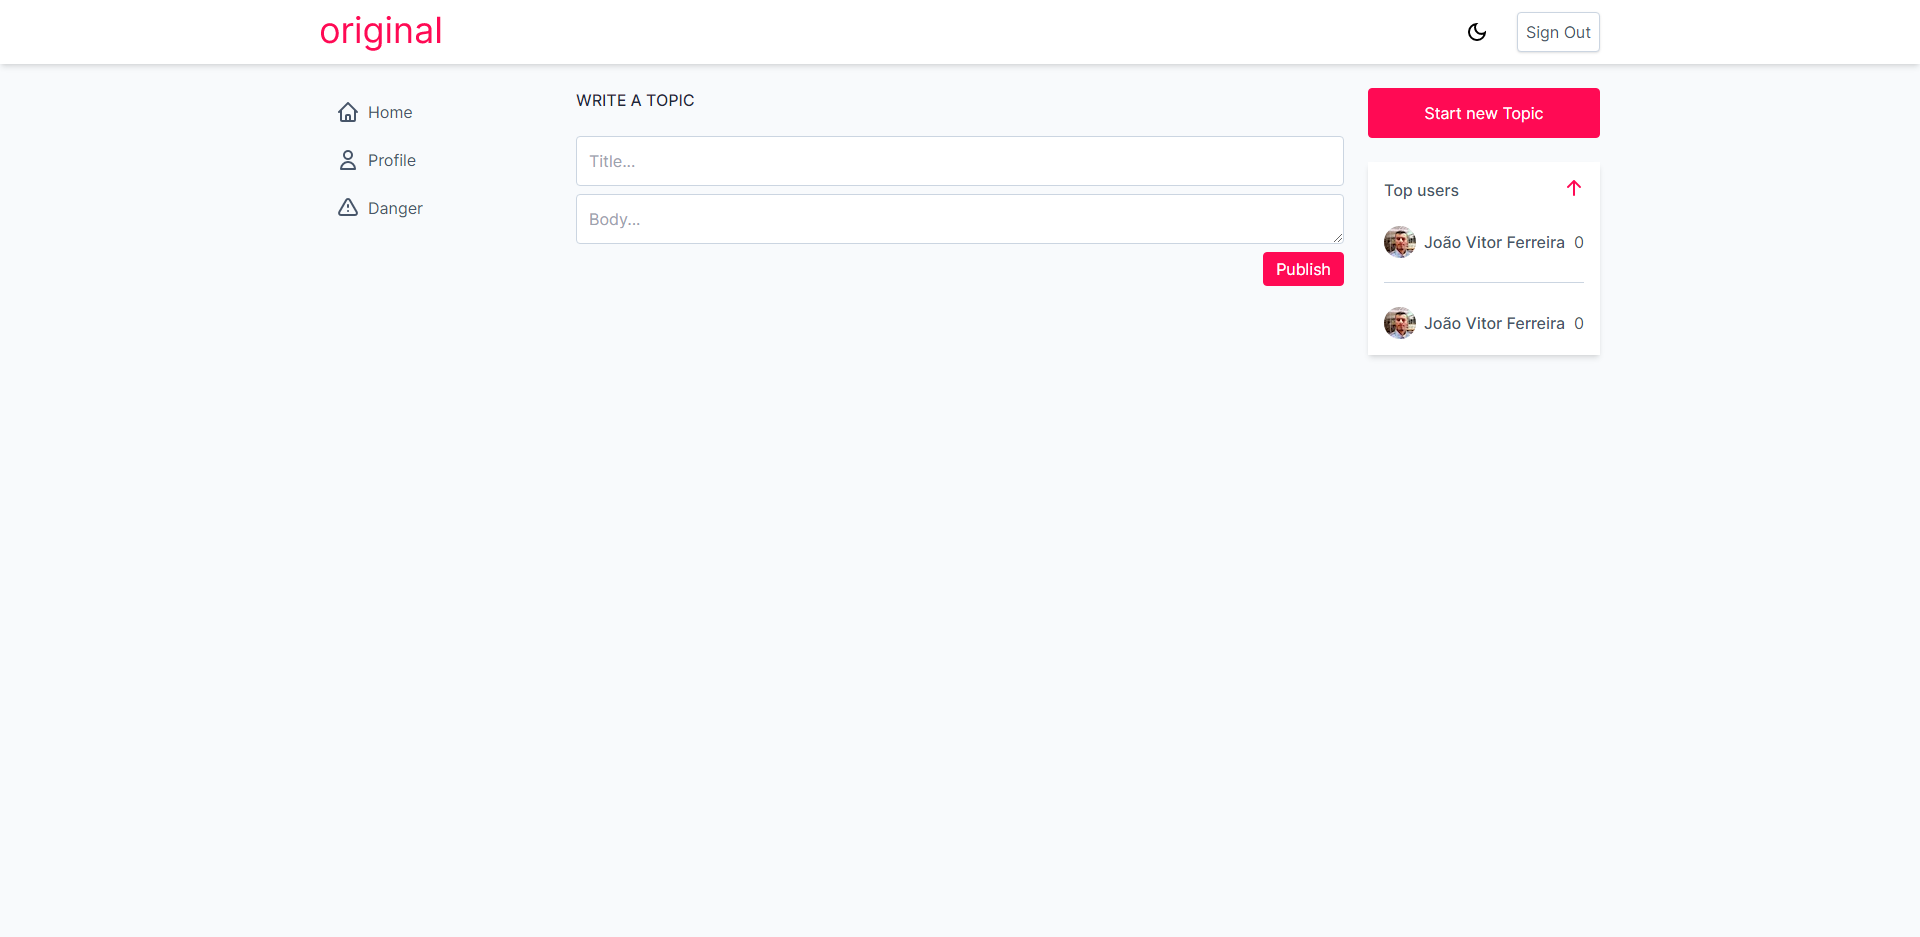 original
Sign Out
Home
Profile
Danger
WRITE A TOPIC
Title...
Body...
Publish
Start new Topic
Top users
João Vitor Ferreira 0
João Vitor Ferreira 0